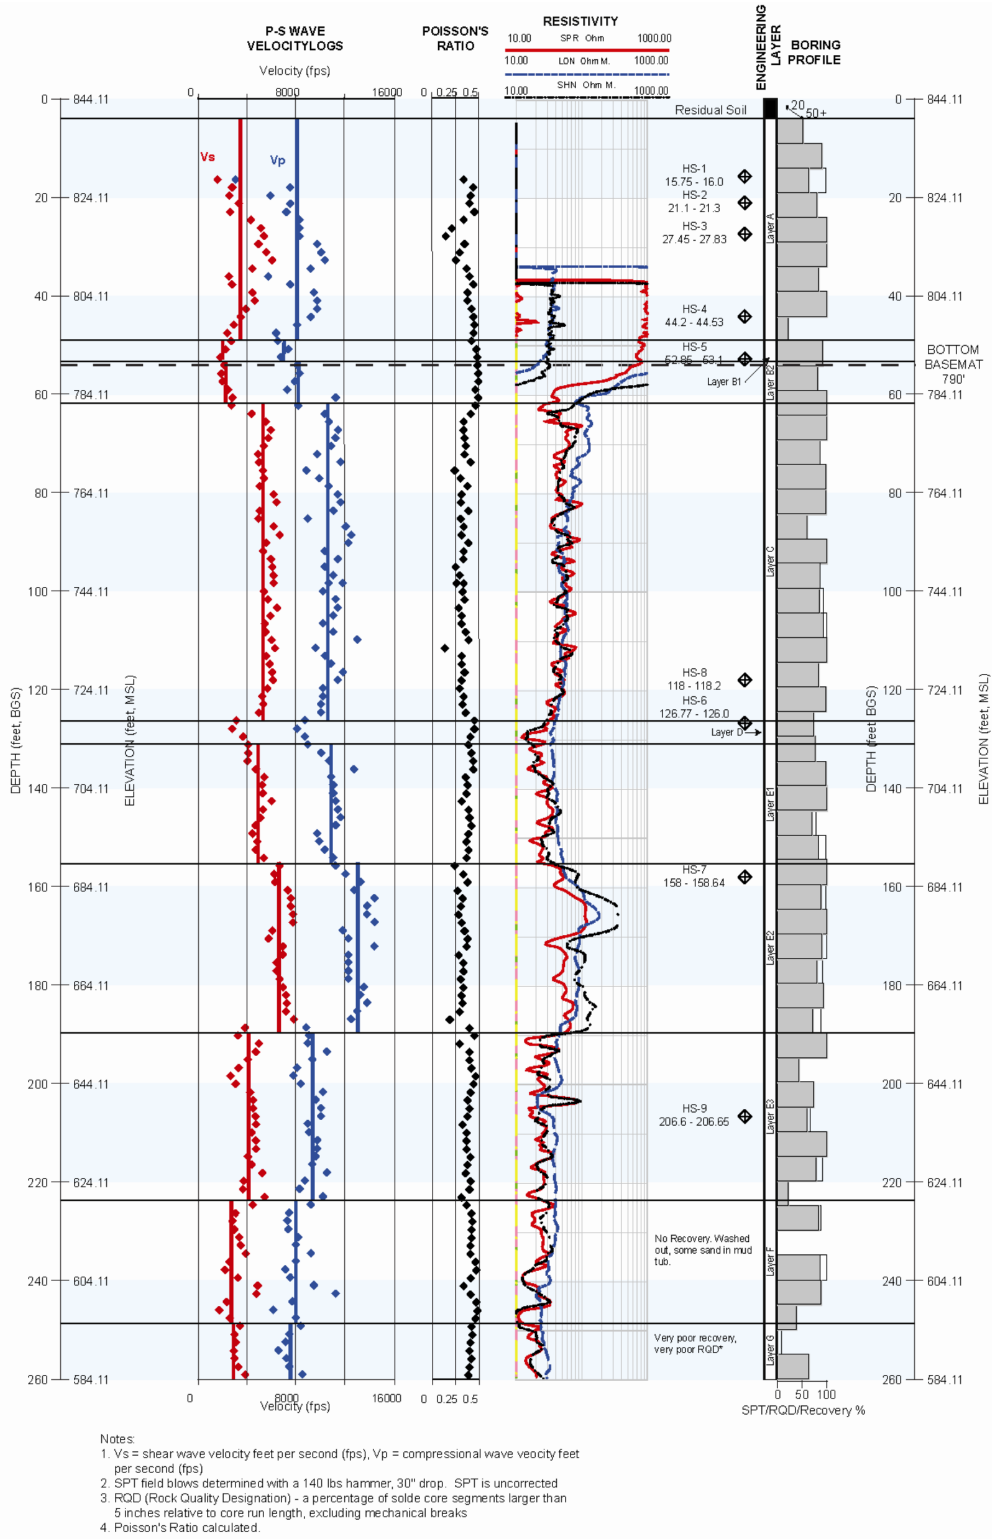 P-S WAVE
VELOCITYLOGS
Velocity (fps)
POISSON'S
RATIO
RESISTIVITY
10.00 SPR Ohm 1000.00
10.00 LON Ohm M. 1000.00
SHN Ohm M.
10.00 1000.00
ENGINEERING
LAYER
BORING
PROFILE
0 8000 16000
0 0.25 0.5
Residual Soil
20
50+
0 844.11
20 824.11
40 804.11
60 784.11
80 764.11
100 744.11
120 724.11
140 704.11
160 684.11
180 664.11
200 644.11
220 624.11
240 604.11
260 584.11
DEPTH (feet, BGS)
ELEVATION (feet, MSL)
Vs
Vp
HS-1
15.75 - 16.0
HS-2
21.1 - 21.3
HS-3
27.45 - 27.83
HS-4
44.2 - 44.53
HS-5
52.85 - 53.1
Layer B1
HS-8
118 - 118.2
HS-6
126.77 - 126.0
Layer D
HS-7
158 - 158.64
HS-9
206.6 - 206.65
No Recovery. Washed
out, some sand in mud
tub.
Very poor recovery,
very poor RQD*
Layer A
Layer B2
Layer C
Layer E1
Layer E2
Layer E3
Layer F
Layer G
0 844.11
20 824.11
40 804.11
BOTTOM
BASEMAT
790'
60 784.11
80 764.11
100 744.11
120 724.11
140 704.11
160 684.11
180 664.11
200 644.11
220 624.11
240 604.11
260 584.11
DEPTH (feet, BGS)
ELEVATION (feet, MSL)
0 8000 16000
Velocity (fps)
0 0.25 0.5
0 50 100
SPT/RQD/Recovery %
Notes:
1. Vs = shear wave velocity feet per second (fps), Vp = compressional wave veocity feet
per second (fps)
2. SPT field blows determined with a 140 lbs hammer, 30" drop. SPT is uncorrected
3. RQD (Rock Quality Designation) - a percentage of solde core segments larger than
5 inches relative to core run length, excluding mechanical breaks
4. Poisson's Ratio calculated.